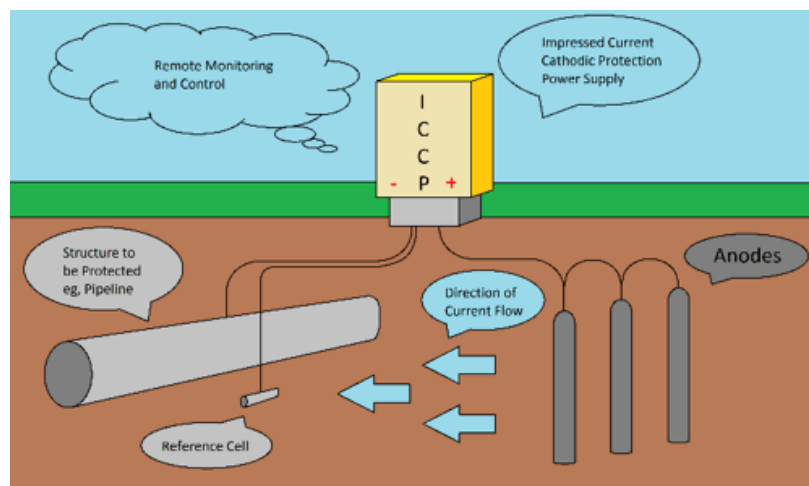 Remote Monitoring
and Control
Impressed Current
Cathodic Protection
Power Supply
I
C
C
P
- +
Structure to
be Protected
eg, Pipeline
Direction of
Current Flow
Anodes
Reference Cell